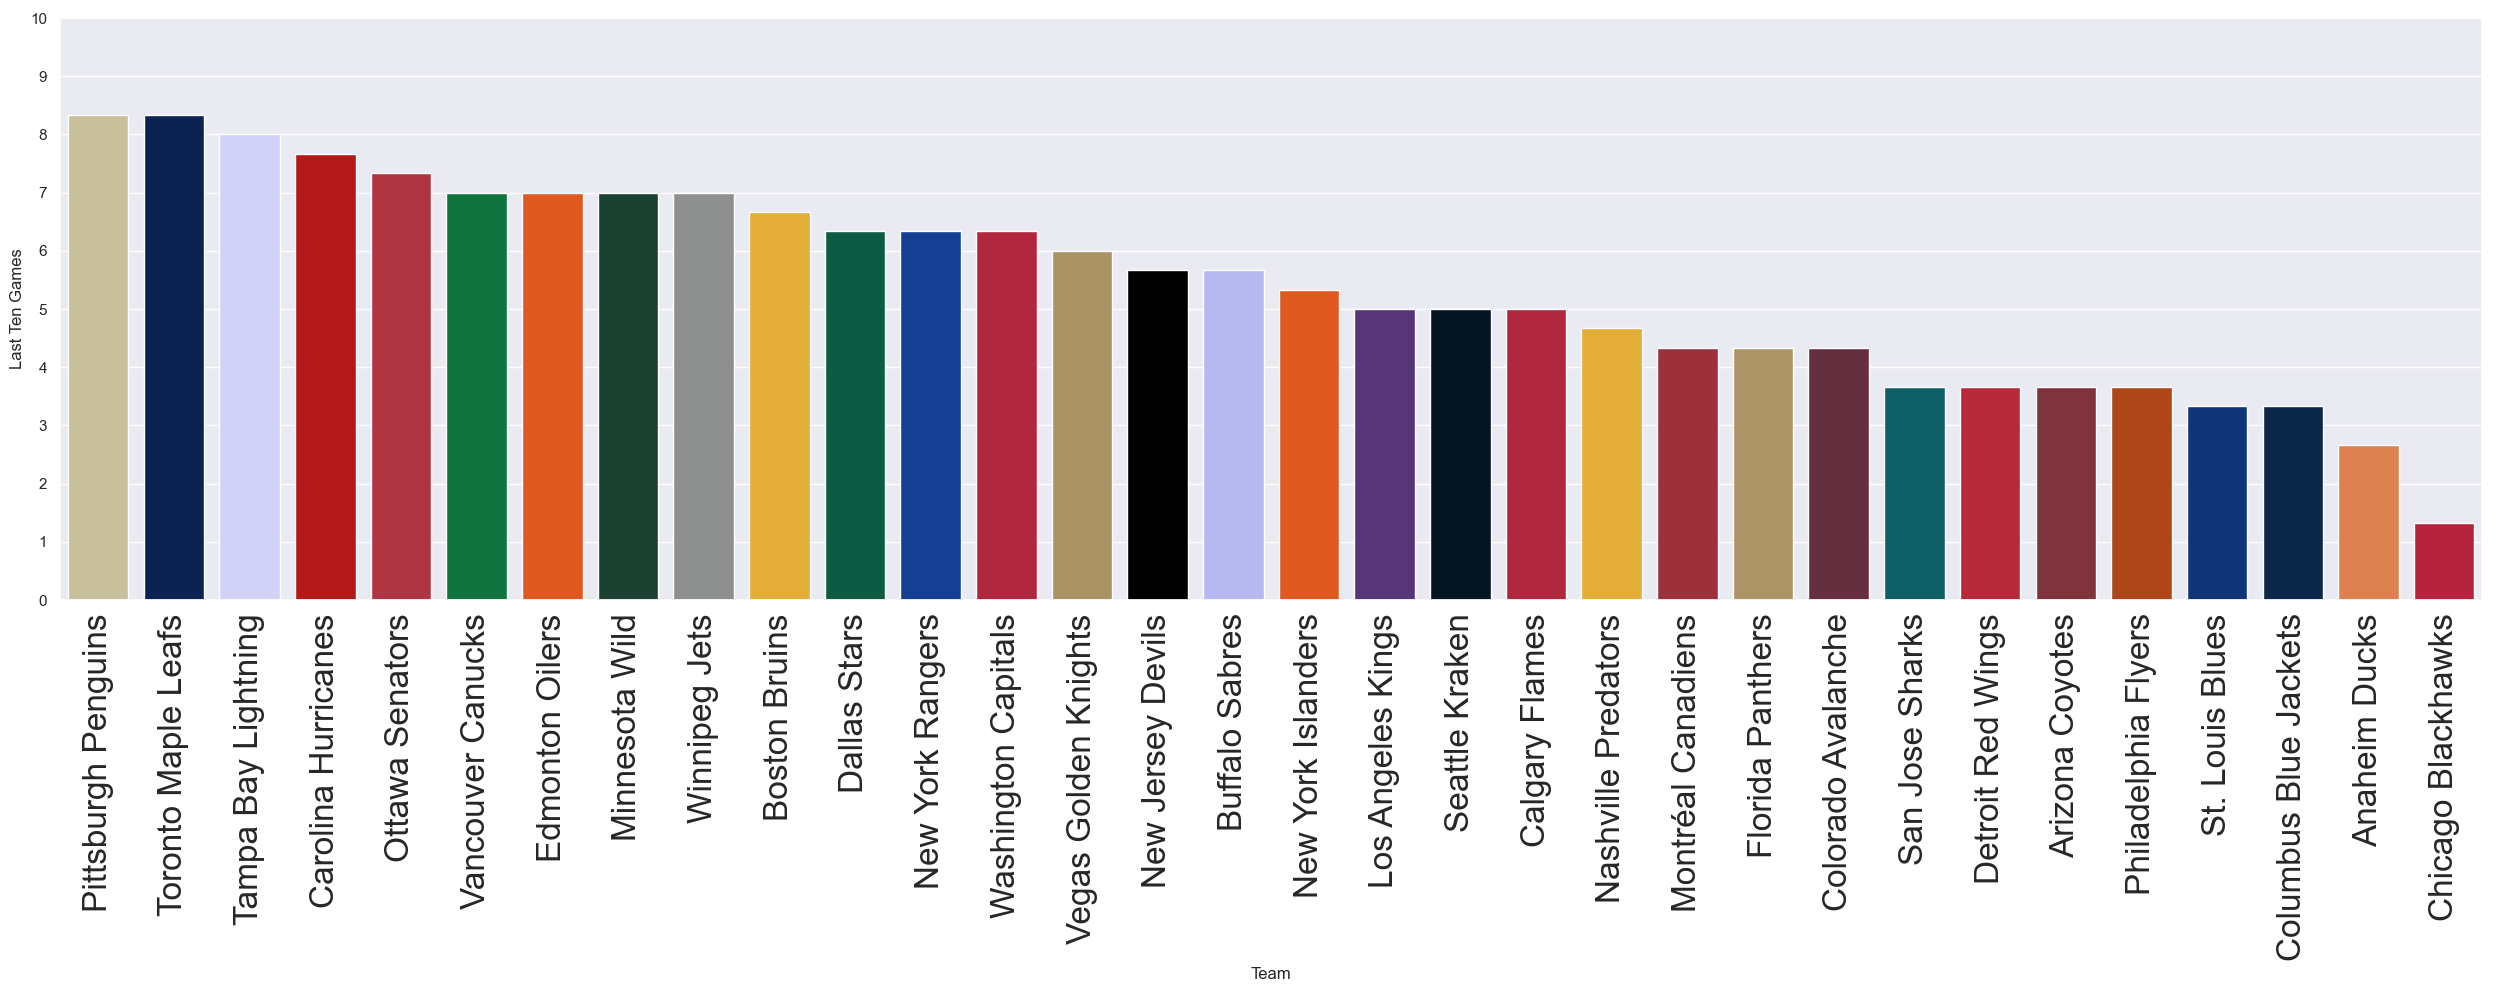 10
9
8
7
6
5
4
3
2
1
0
Last Ten Games
Pittsburgh Penguins
Toronto Maple Leafs
Tampa Bay Lightning
Carolina Hurricanes
Ottawa Senators
Vancouver Canucks
Edmonton Oilers
Minnesota Wild
Winnipeg Jets
Boston Bruins
Dallas Stars
New York Rangers
Washington Capitals
Vegas Golden Knights
New Jersey Devils
Buffalo Sabres
New York Islanders
Los Angeles Kings
Seattle Kraken
Calgary Flames
Nashville Predators
Montréal Canadiens
Florida Panthers
Colorado Avalanche
San Jose Sharks
Detroit Red Wings
Arizona Coyotes
Philadelphia Flyers
St. Louis Blues
Columbus Blue Jackets
Anaheim Ducks
Chicago Blackhawks
Team